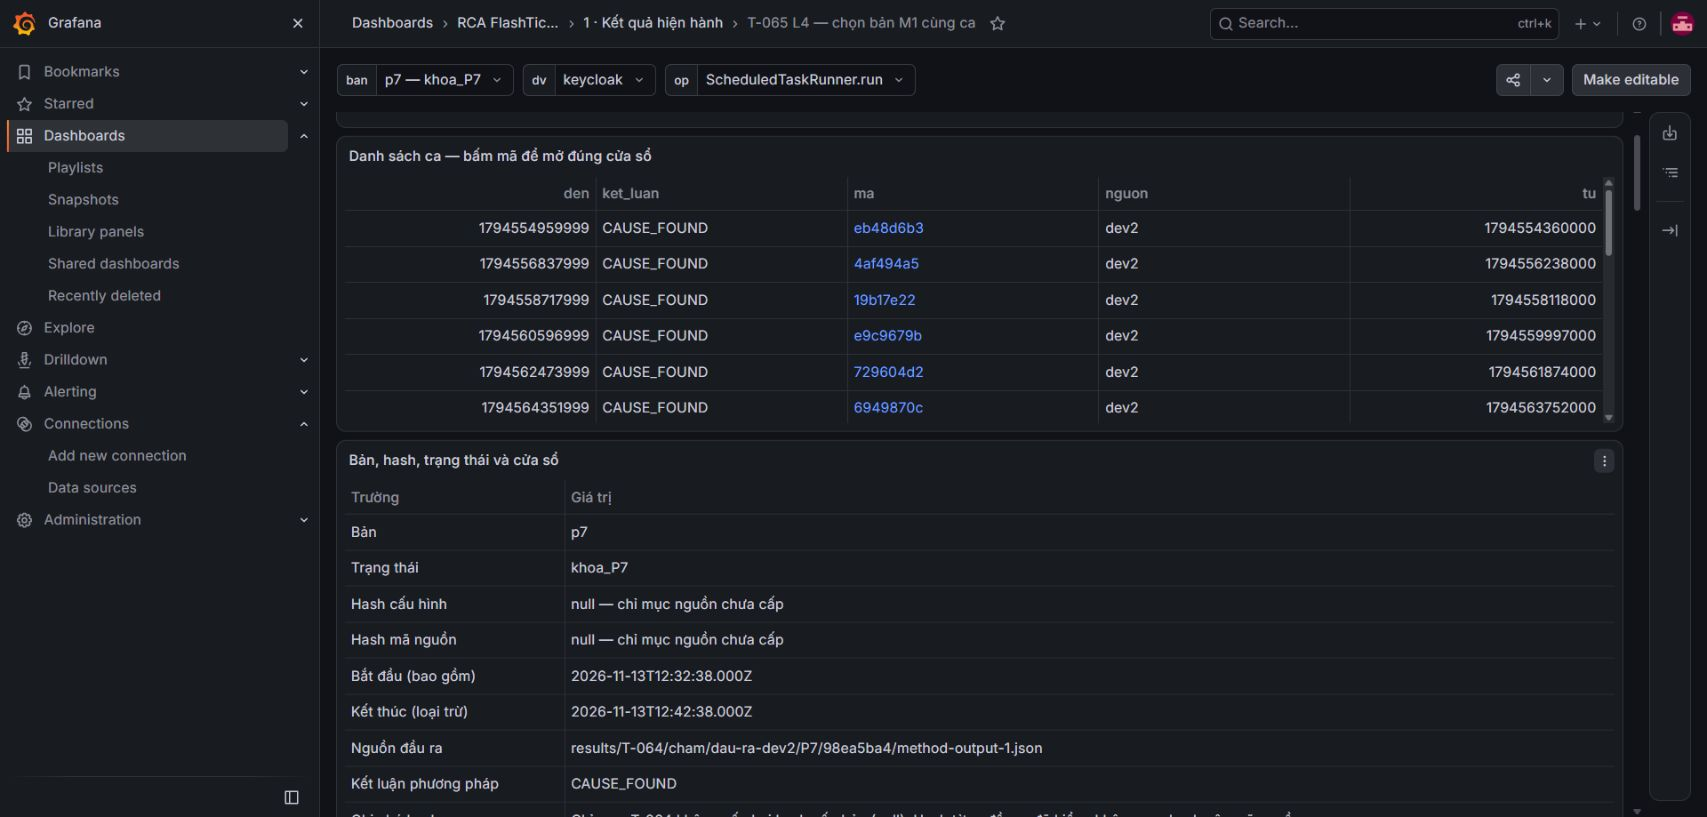 Grafana
Dashboards › RCA FlashTic... › 1 · Kết quả hiện hành › T-065 L4 — chọn bản M1 cùng ca
Search... ctrl+k
Bookmarks
Starred
Dashboards
Playlists
Snapshots
Library panels
Shared dashboards
Recently deleted
Explore
Drilldown
Alerting
Connections
Add new connection
Data sources
Administration
ban p7 — khoa_P7 dv keycloak op ScheduledTaskRunner.run
Make editable
Danh sách ca — bấm mã để mở đúng cửa sổ
den ket_luan ma nguon tu
1794554959999 CAUSE_FOUND eb48d6b3 dev2 1794554360000
1794556837999 CAUSE_FOUND 4af494a5 dev2 1794556238000
1794558717999 CAUSE_FOUND 19b17e22 dev2 1794558118000
1794560596999 CAUSE_FOUND e9c9679b dev2 1794559997000
1794562473999 CAUSE_FOUND 729604d2 dev2 1794561874000
1794564351999 CAUSE_FOUND 6949870c dev2 1794563752000
Bản, hash, trạng thái và cửa sổ
Trường Giá trị
Bản p7
Trạng thái khoa_P7
Hash cấu hình null — chỉ mục nguồn chưa cấp
Hash mã nguồn null — chỉ mục nguồn chưa cấp
Bắt đầu (bao gồm) 2026-11-13T12:32:38.000Z
Kết thúc (loại trừ) 2026-11-13T12:42:38.000Z
Nguồn đầu ra results/T-064/cham/dau-ra-dev2/P7/98ea5ba4/method-output-1.json
Kết luận phương pháp CAUSE_FOUND